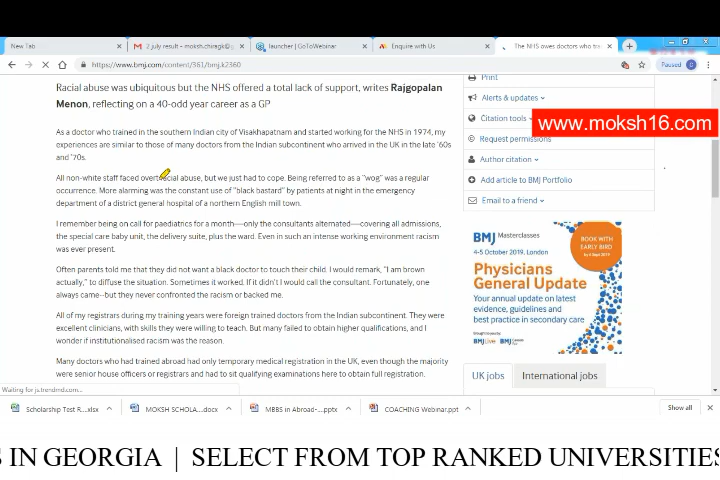 New Tab
2 july result – moksh.chiragk@g
launcher | GoToWebinar
Enquire with Us
The NHS owes doctors who tra
https://www.bmj.com/content/361/bmj.k2360
Paused
Racial abuse was ubiquitous but the NHS offered a total lack of support, writes Rajgopalan
Menon, reflecting on a 40-odd year career as a GP
As a doctor who trained in the southern Indian city of Visakhapatnam and started working for the NHS in 1974, my
experiences are similar to those of many doctors from the Indian subcontinent who arrived in the UK in the late '60s
and '70s.
All non-white staff faced overt racial abuse, but we just had to cope. Being referred to as a "wog" was a regular
occurrence. More alarming was the constant use of "black bastard" by patients at night in the emergency
department of a district general hospital of a northern English mill town.
I remember being on call for paediatrics for a month—only the consultants alternated—covering all admissions,
the special care baby unit, the delivery suite, plus the ward. Even in such an intense working environment racism
was ever present.
Often parents told me that they did not want a black doctor to touch their child. I would remark, "I am brown
actually," to diffuse the situation. Sometimes it worked. If it didn't I would call the consultant. Fortunately, one
always came--but they never confronted the racism or backed me.
All of my registrars during my training years were foreign trained doctors from the Indian subcontinent. They were
excellent clinicians, with skills they were willing to teach. But many failed to obtain higher qualifications, and I
wonder if institutionalised racism was the reason.
Many doctors who had trained abroad had only temporary medical registration in the UK, even though the majority
were senior house officers or registrars and had to sit qualifying examinations here to obtain full registration.
Print
Alerts & updates
Citation tools
Request permissions
Author citation
Add article to BMJ Portfolio
Email to a friend
www.moksh16.com
BMJ Masterclasses
4-5 October 2019, London
BOOK WITH
EARLY BIRD
Physicians
General Update
Your annual update on latest
evidence, guidelines and
best practice in secondary care
UK jobs
International jobs
Waiting for js.trendmd.com...
Scholarship Test R....xlsx
MOKSH SCHOLA....docx
MBBS in Abroad-....pptx
COACHING Webinar.ppt
Show all
S IN GEORGIA | SELECT FROM TOP RANKED UNIVERSITIES